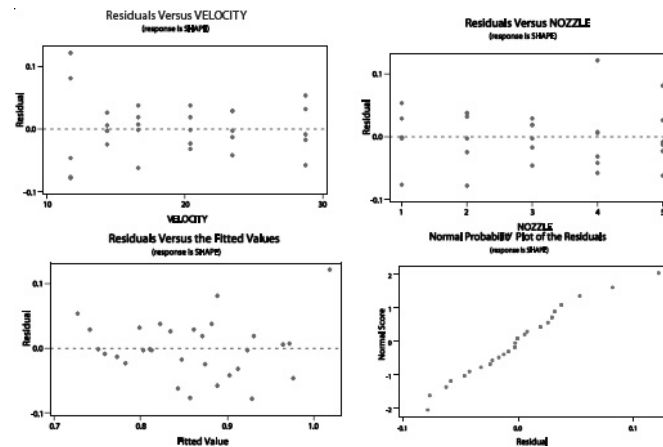 Residuals Versus VELOCITY
(response is SHAPE)
0.1
Residual
0.0
-0.1
10
20
30
VELOCITY
Residuals Versus NOZZLE
(response is SHAPE)
0.1
Residual
0.0
-0.1
1
2
3
4
5
NOZZLE
Residuals Versus the Fitted Values
(response is SHAPE)
0.1
Residual
0.0
-0.1
0.7
0.8
0.9
1.0
Fitted Value
Normal Probability Plot of the Residuals
(response is SHAPE)
2
1
Normal Score
0
-1
-2
-0.1
0.0
0.1
Residual